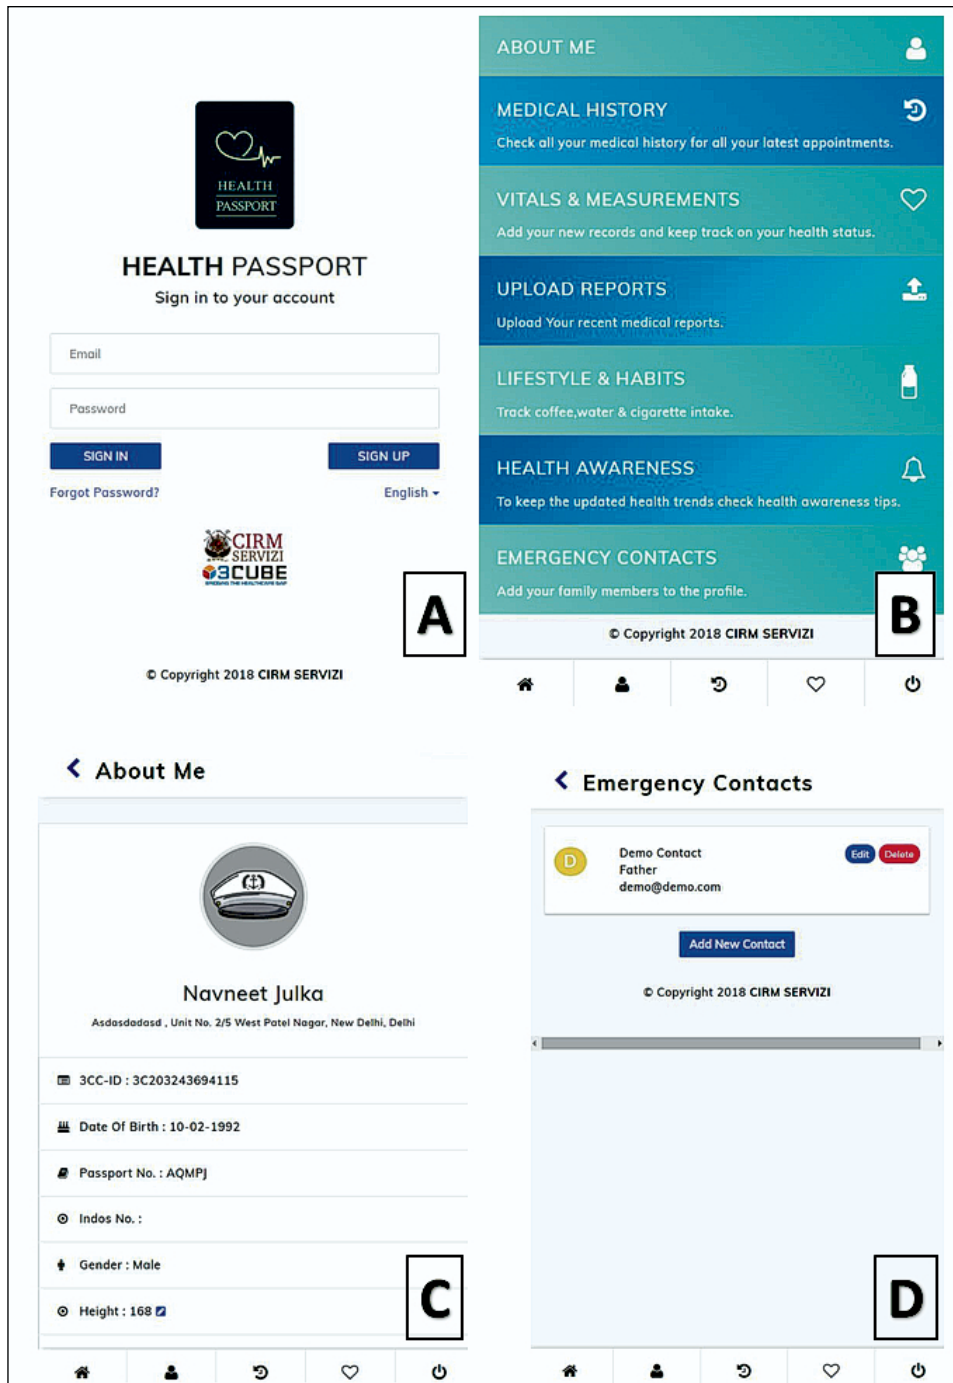 HEALTH
PASSPORT
HEALTH PASSPORT
Sign in to your account
Email
Password
SIGN IN
SIGN UP
Forgot Password?
English
CIRM
SERVIZI
3CUBE
BRIDGING THE HEALTHCARE GAP
A
© Copyright 2018 CIRM SERVIZI
ABOUT ME
MEDICAL HISTORY
Check all your medical history for all your latest appointments.
VITALS & MEASUREMENTS
Add your new records and keep track on your health status.
UPLOAD REPORTS
Upload Your recent medical reports.
LIFESTYLE & HABITS
Track coffee,water & cigarette intake.
HEALTH AWARENESS
To keep the updated health trends check health awareness tips.
EMERGENCY CONTACTS
Add your family members to the profile.
B
© Copyright 2018 CIRM SERVIZI
About Me
Navneet Julka
Asdasdadasd , Unit No. 2/5 West Patel Nagar, New Delhi, Delhi
3CC-ID : 3C203243694115
Date Of Birth : 10-02-1992
Passport No. : AQMPJ
Indos No. :
Gender : Male
Height : 168
C
Emergency Contacts
D
Demo Contact
Father
demo@demo.com
Edit
Delete
Add New Contact
© Copyright 2018 CIRM SERVIZI
D